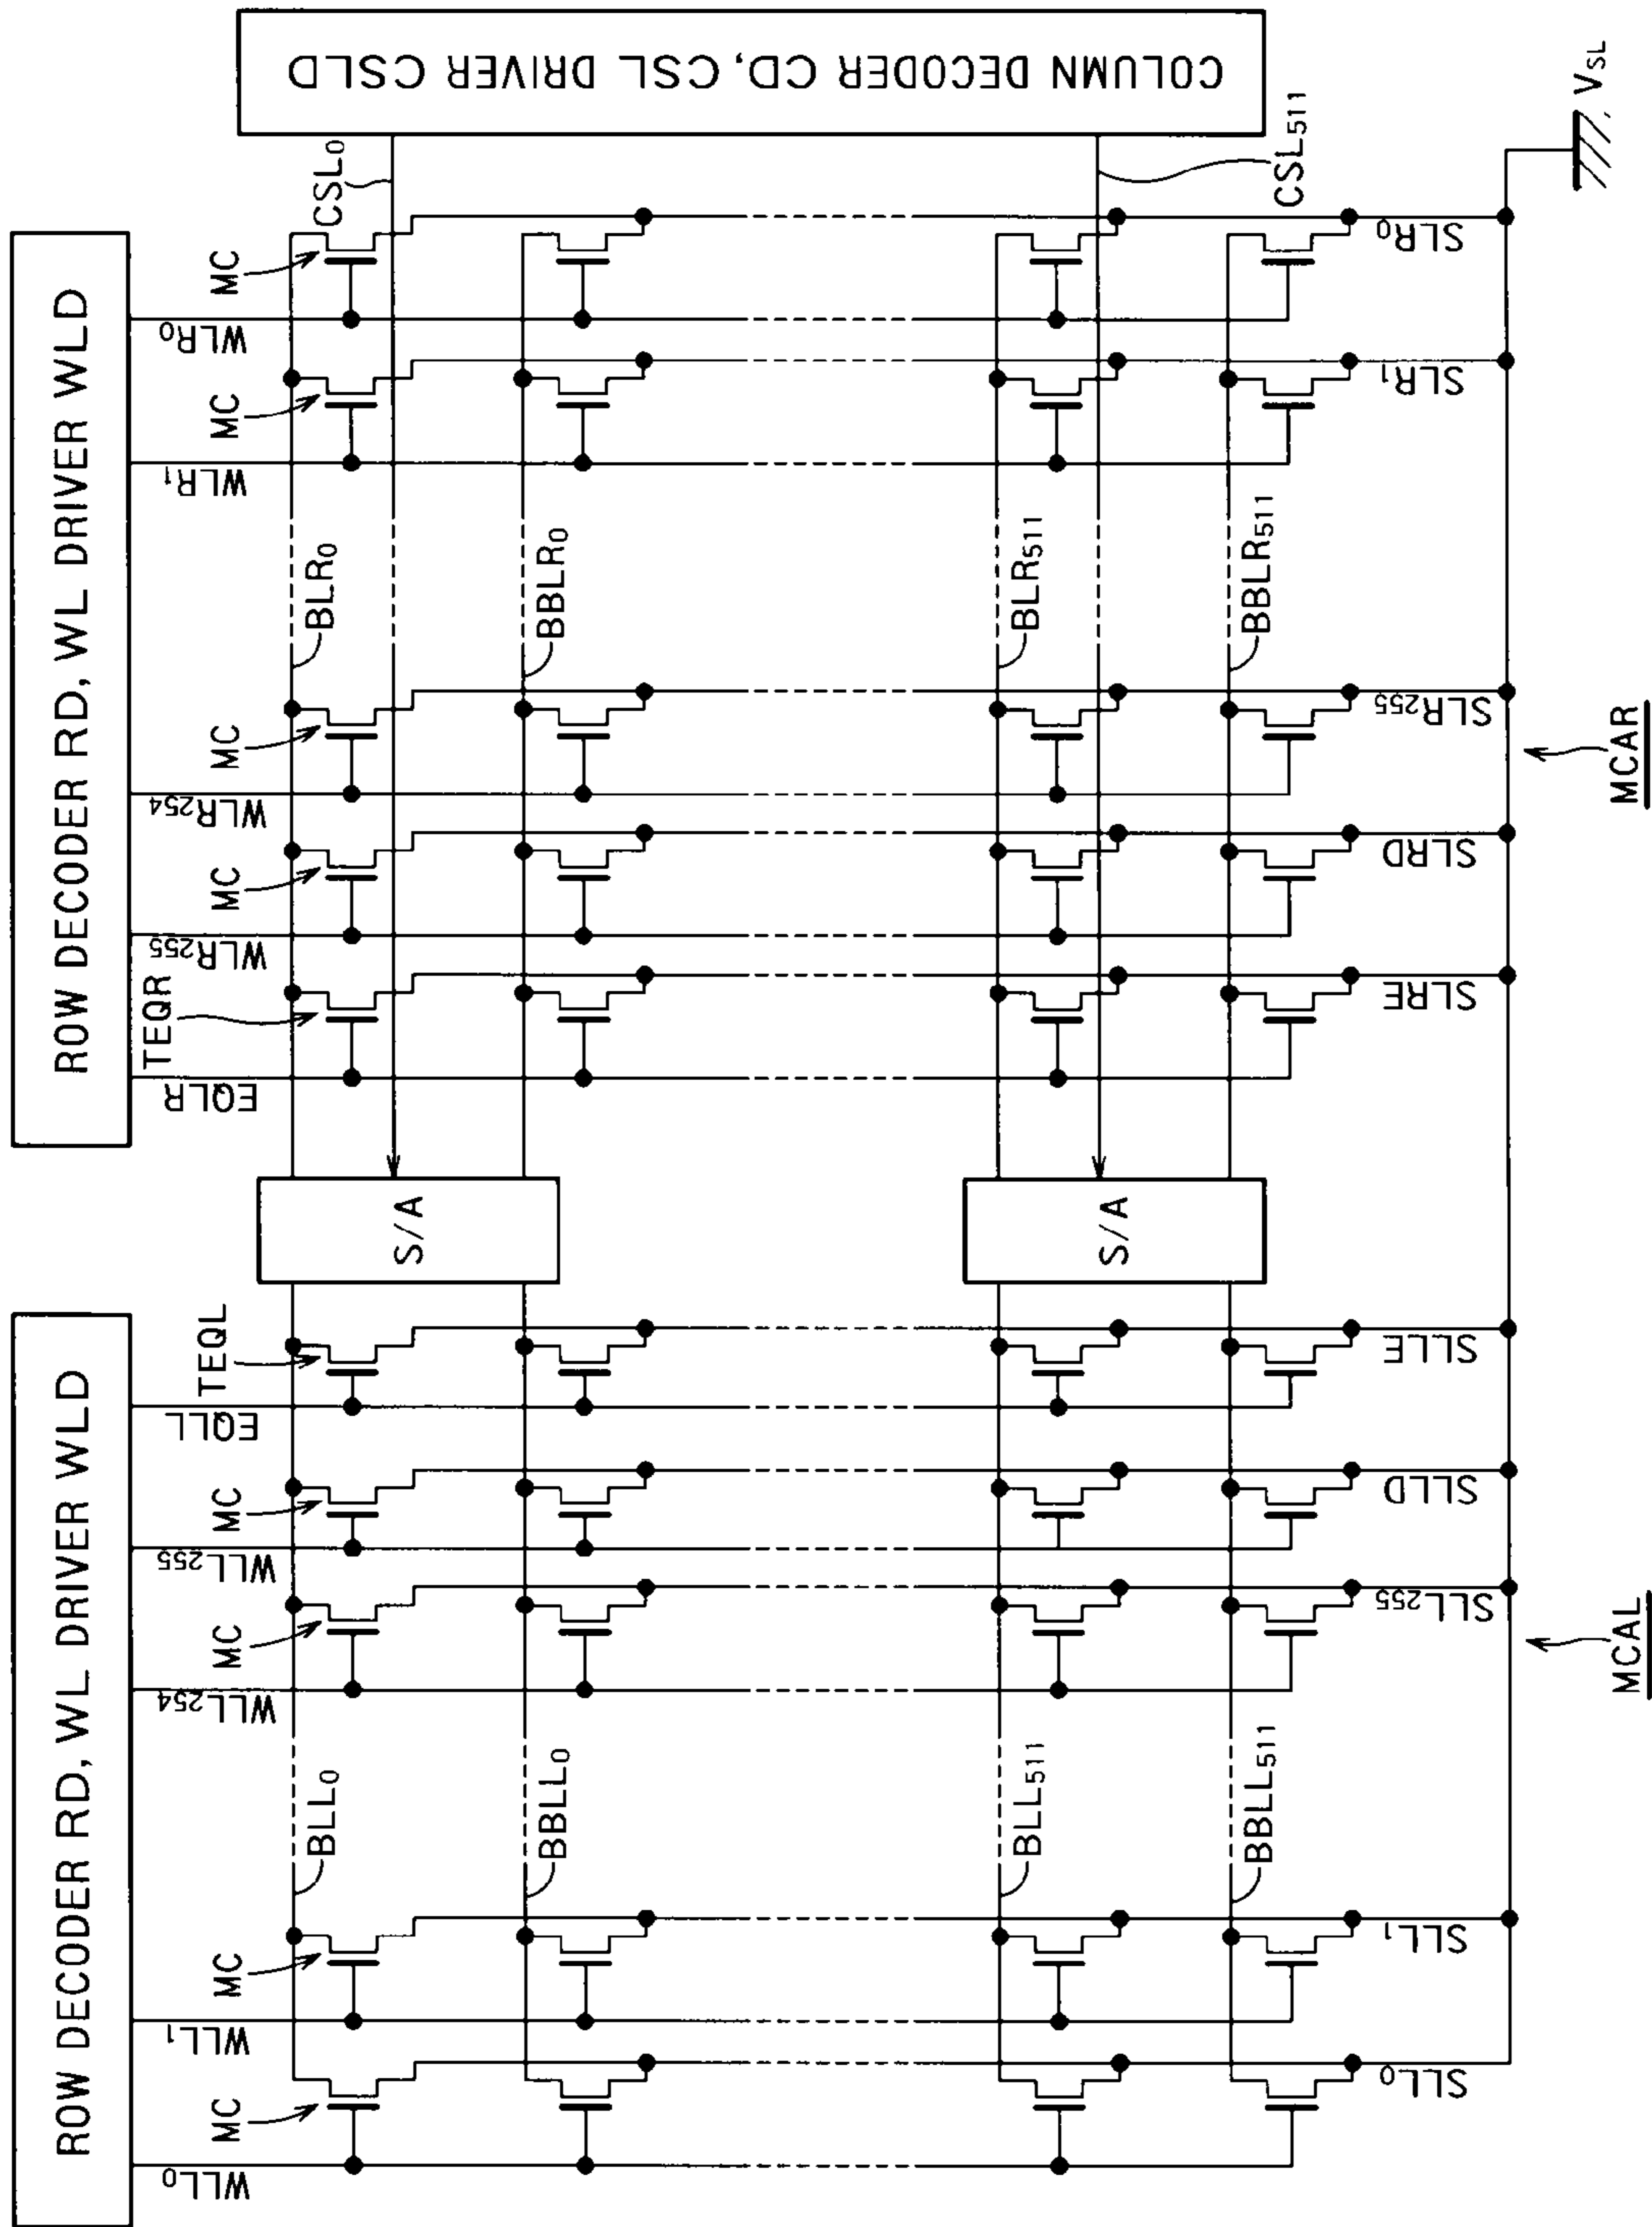 ROW DECODER RD, WL DRIVER WLD
ROW DECODER RD, WL DRIVER WLD
WLL0
WLL1
WLL254
WLL255
EQLL
EQLR
WLR255
WLR254
WLR1
WLR0
MC
MC
MC
MC
TEQL
TEQR
MC
MC
MC
MC
BLL0
BLR0
CSL0
S/A
BBLL0
BBLR0
COLUMN DECODER CD, CSL DRIVER CSLD
BLL511
BLR511
S/A
CSL511
BBLL511
BBLR511
SLL0
SLL1
SLL255
SLLD
SLLE
SLRE
SLRD
SLR255
SLR1
SLR0
VSL
MCAL
MCAR